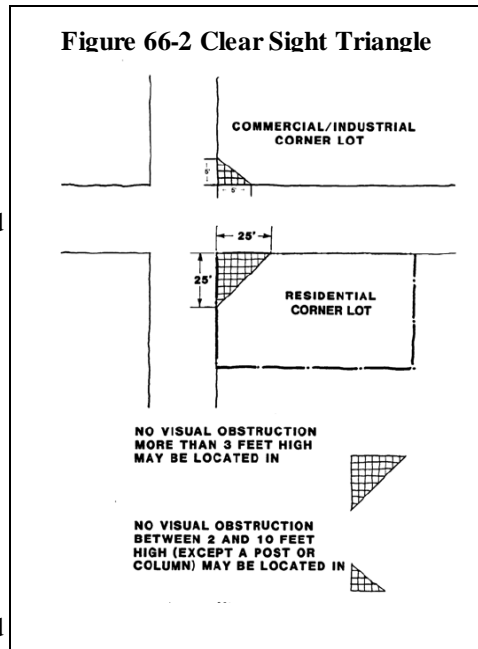 Figure 66-2 Clear Sight Triangle
COMMERCIAL/INDUSTRIAL
CORNER LOT
25'
25'
RESIDENTIAL
CORNER LOT
NO VISUAL OBSTRUCTION
MORE THAN 3 FEET HIGH
MAY BE LOCATED IN
NO VISUAL OBSTRUCTION
BETWEEN 2 AND 10 FEET
HIGH (EXCEPT A POST OR
COLUMN) MAY BE LOCATED IN